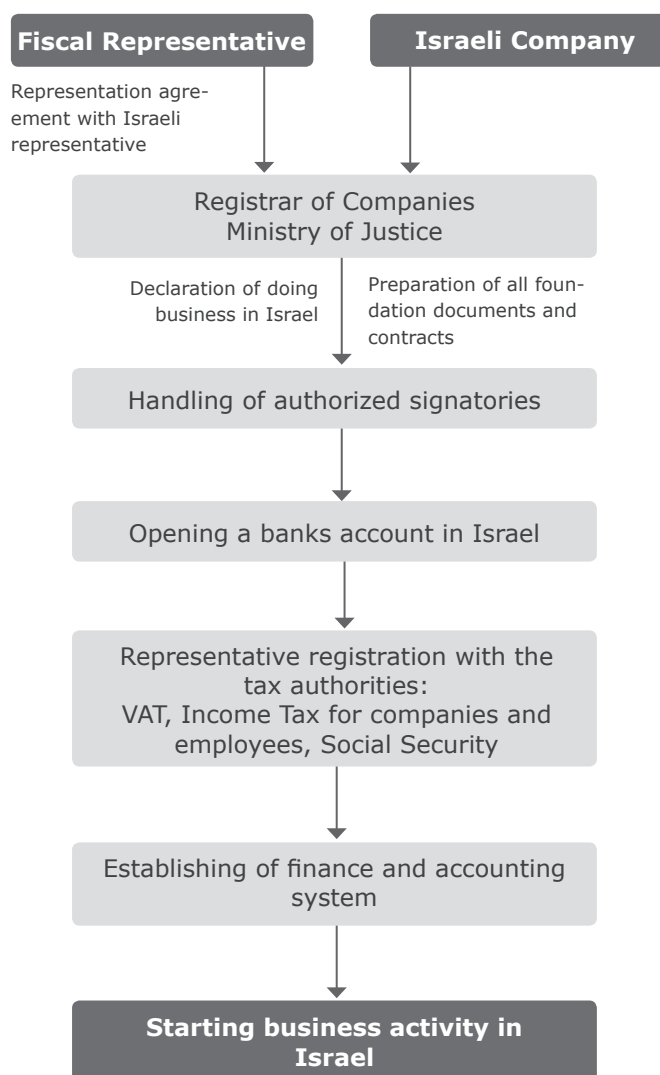 Fiscal Representative
Israeli Company
Representation agre-
ement with Israeli
representative
Registrar of Companies
Ministry of Justice
Declaration of doing
business in Israel
Preparation of all foun-
dation documents and
contracts
Handling of authorized signatories
Opening a banks account in Israel
Representative registration with the
tax authorities:
VAT, Income Tax for companies and
employees, Social Security
Establishing of finance and accounting
system
Starting business activity in
Israel